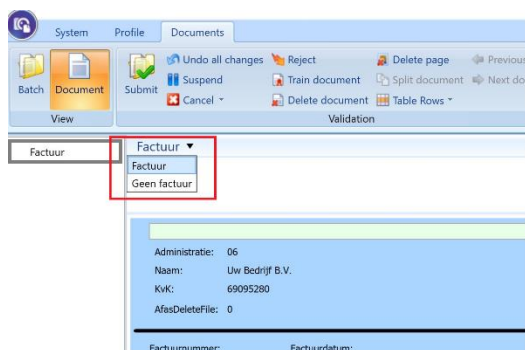 System Profile Documents
Undo all changes Reject Delete page Previous
Suspend Train document Split document Next do
Batch Document Submit Cancel Delete document Table Rows
View Validation
Factuur Factuur
Factuur
Geen factuur
Administratie: 06
Naam: Uw Bedrijf B.V.
KvK: 69095280
AfasDeleteFile: 0
Factuurnummer: Factuurdatum: